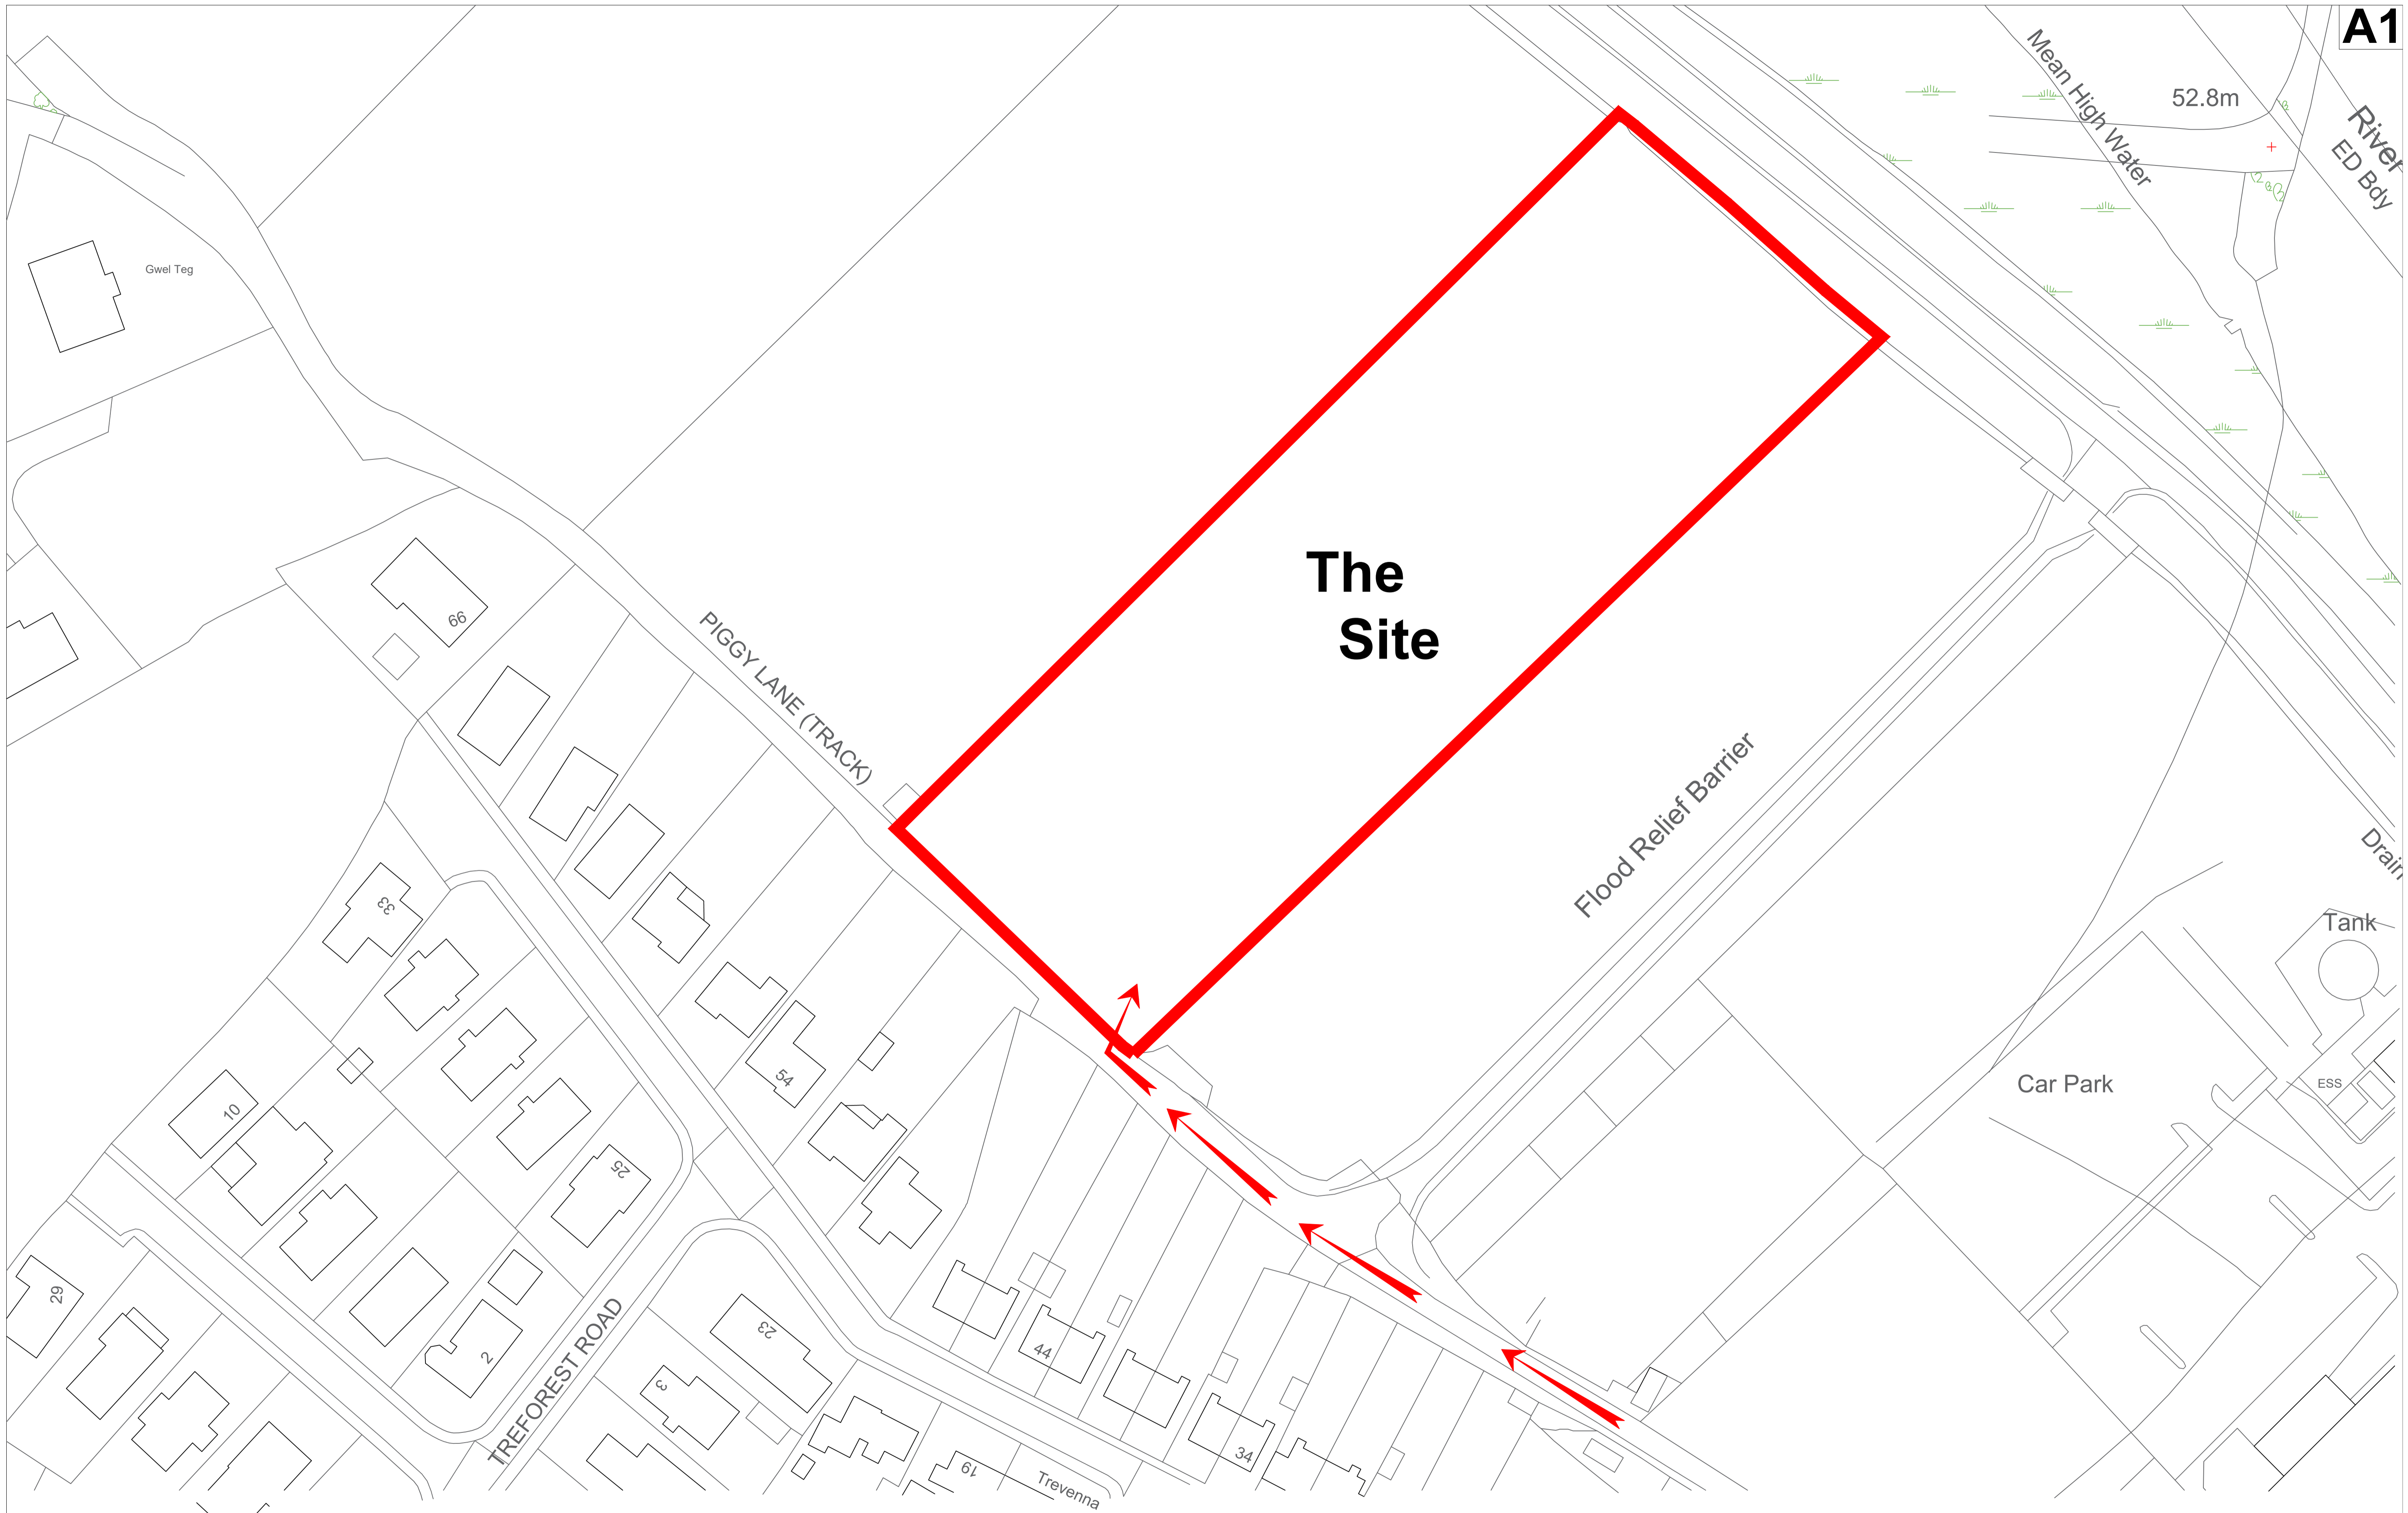 A1
Mean High Water
52.8m
River
ED Bdy
Gwel Teg
The
Site
66
PIGGY LANE (TRACK)
Flood Relief Barrier
Drain
Tank
33
ESS
Car Park
54
10
25
29
23
2
3
44
TREFOREST ROAD
34
19
Trevenna